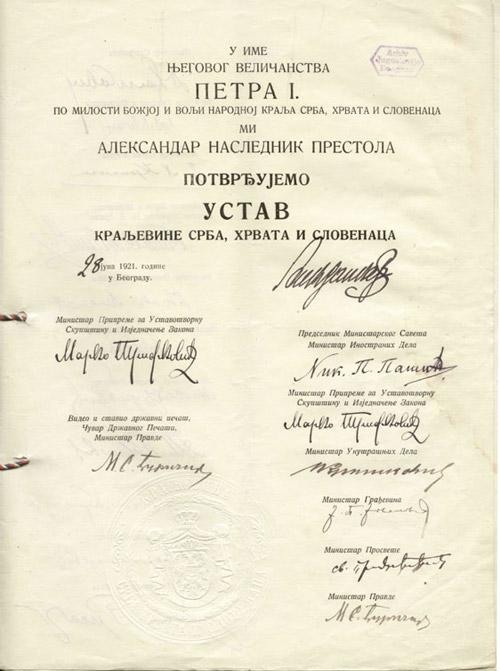 У ИМЕ
ЊЕГОВОГ ВЕЛИЧАНСТВА
ПЕТРА I.
ПО МИЛОСТИ БОЖЈОЈ И ВОЉИ НАРОДНОЈ КРАЉА СРБА, ХРВАТА И СЛОВЕНАЦА
МИ
АЛЕКСАНДАР НАСЛЕДНИК ПРЕСТОЛА
ПОТВРЂУЈЕМО
УСТАВ
КРАЉЕВИНЕ СРБА, ХРВАТА И СЛОВЕНАЦА
28 јуна 1921. године
у Београду.
Министар Припреме за Уставотворну
Скупштину и Изједначење Закона
Марко
Видео и ставио државни печат,
Чувар Државног Печата,
Министар Правде
М. С.
Председник Министарског Савета
Министар Иностраних Дела
Ник. П. Пашић
Министар Припреме за Уставотворну
Скупштину и Изједначење Закона
Марко
Министар Унутрашњих Дела
Министар Грађевина
Министар Просвете
Министар Правде
М. С.